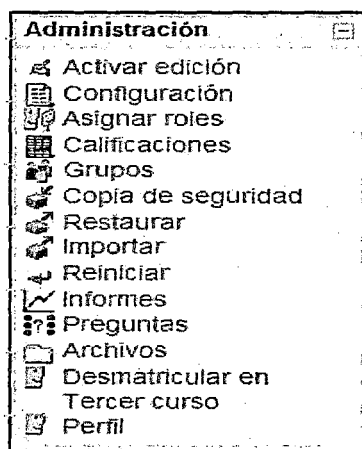 Administración
Activar edición
Configuración
Asignar roles
Calificaciones
Grupos
Copia de seguridad
Restaurar
Importar
Reiniciar
Informes
Preguntas
Archivos
Desmatricular en
Tercer curso
Perfil